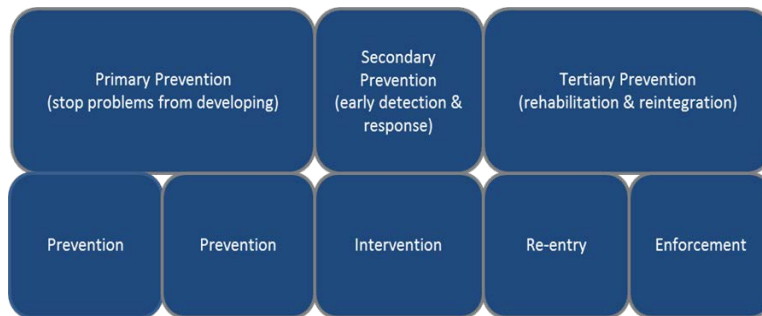 Primary Prevention
(stop problems from developing)
Secondary
Prevention
(early detection &
response)
Tertiary Prevention
(rehabilitation & reintegration)
Prevention
Prevention
Intervention
Re-entry
Enforcement